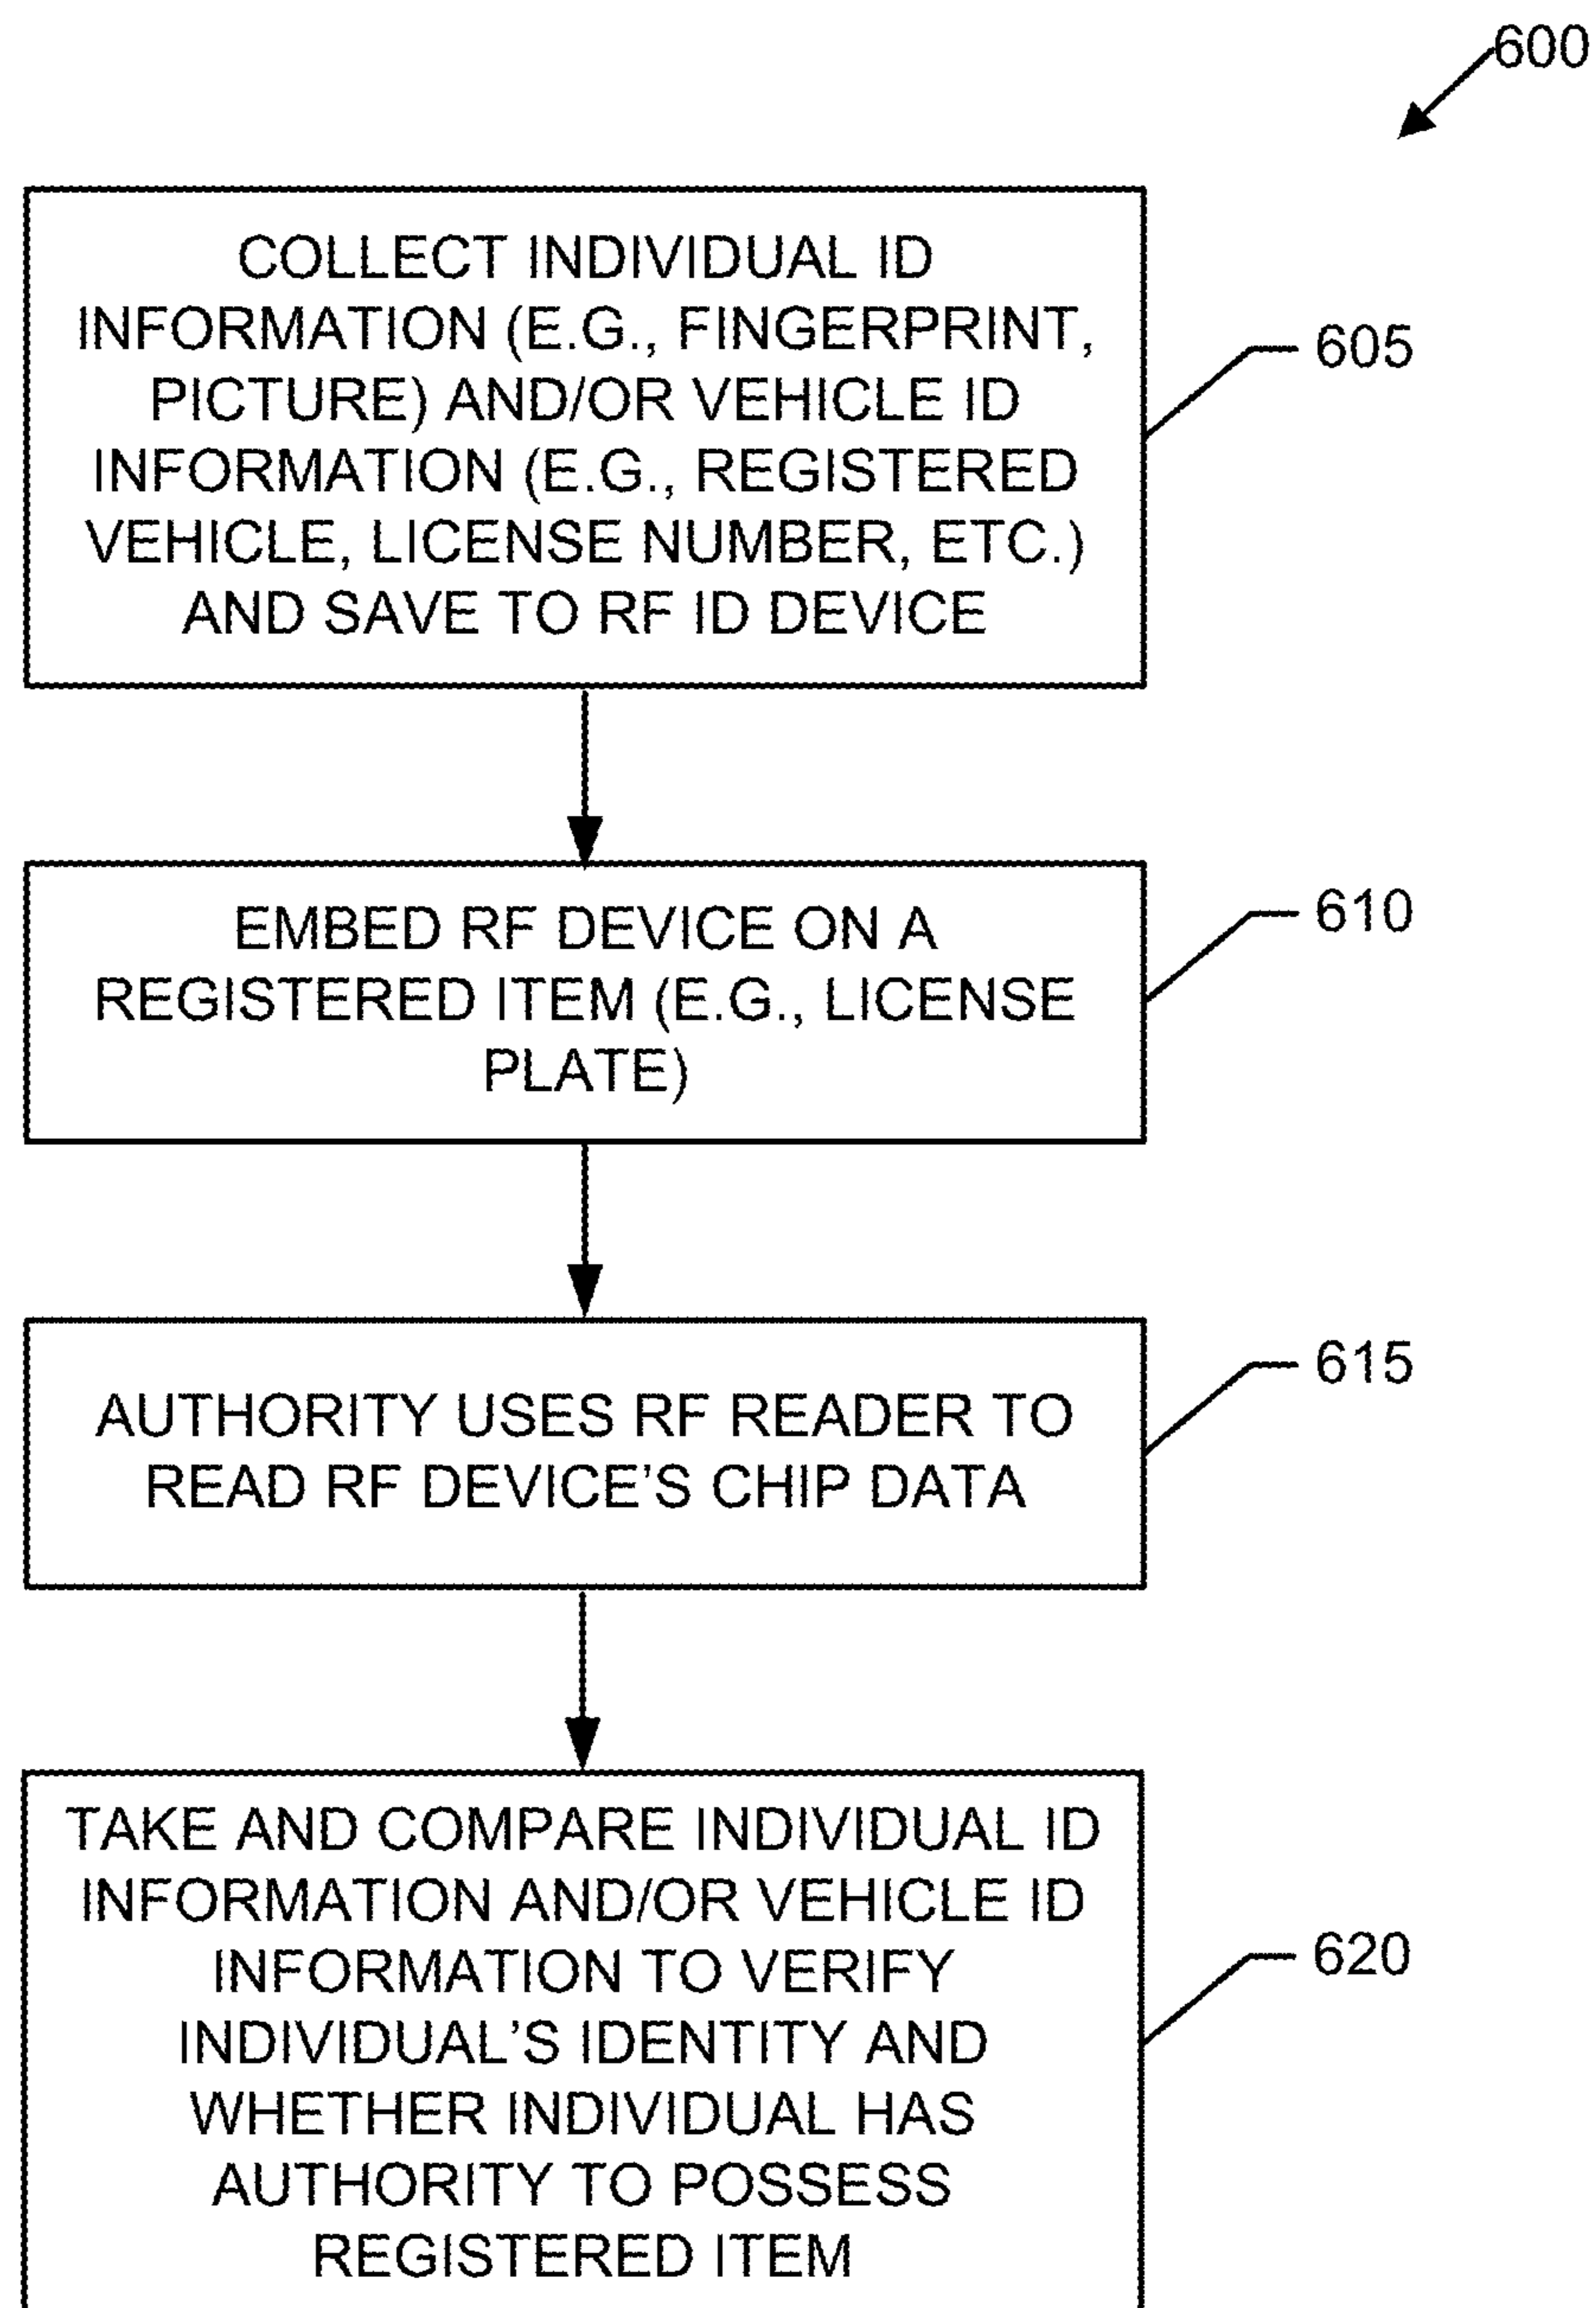 600
COLLECT INDIVIDUAL ID
INFORMATION (E.G., FINGERPRINT,
PICTURE) AND/OR VEHICLE ID
INFORMATION (E.G., REGISTERED
VEHICLE, LICENSE NUMBER, ETC.)
AND SAVE TO RF ID DEVICE
605
EMBED RF DEVICE ON A
REGISTERED ITEM (E.G., LICENSE
PLATE)
610
AUTHORITY USES RF READER TO
READ RF DEVICE'S CHIP DATA
615
TAKE AND COMPARE INDIVIDUAL ID
INFORMATION AND/OR VEHICLE ID
INFORMATION TO VERIFY
INDIVIDUAL'S IDENTITY AND
WHETHER INDIVIDUAL HAS
AUTHORITY TO POSSESS
REGISTERED ITEM
620